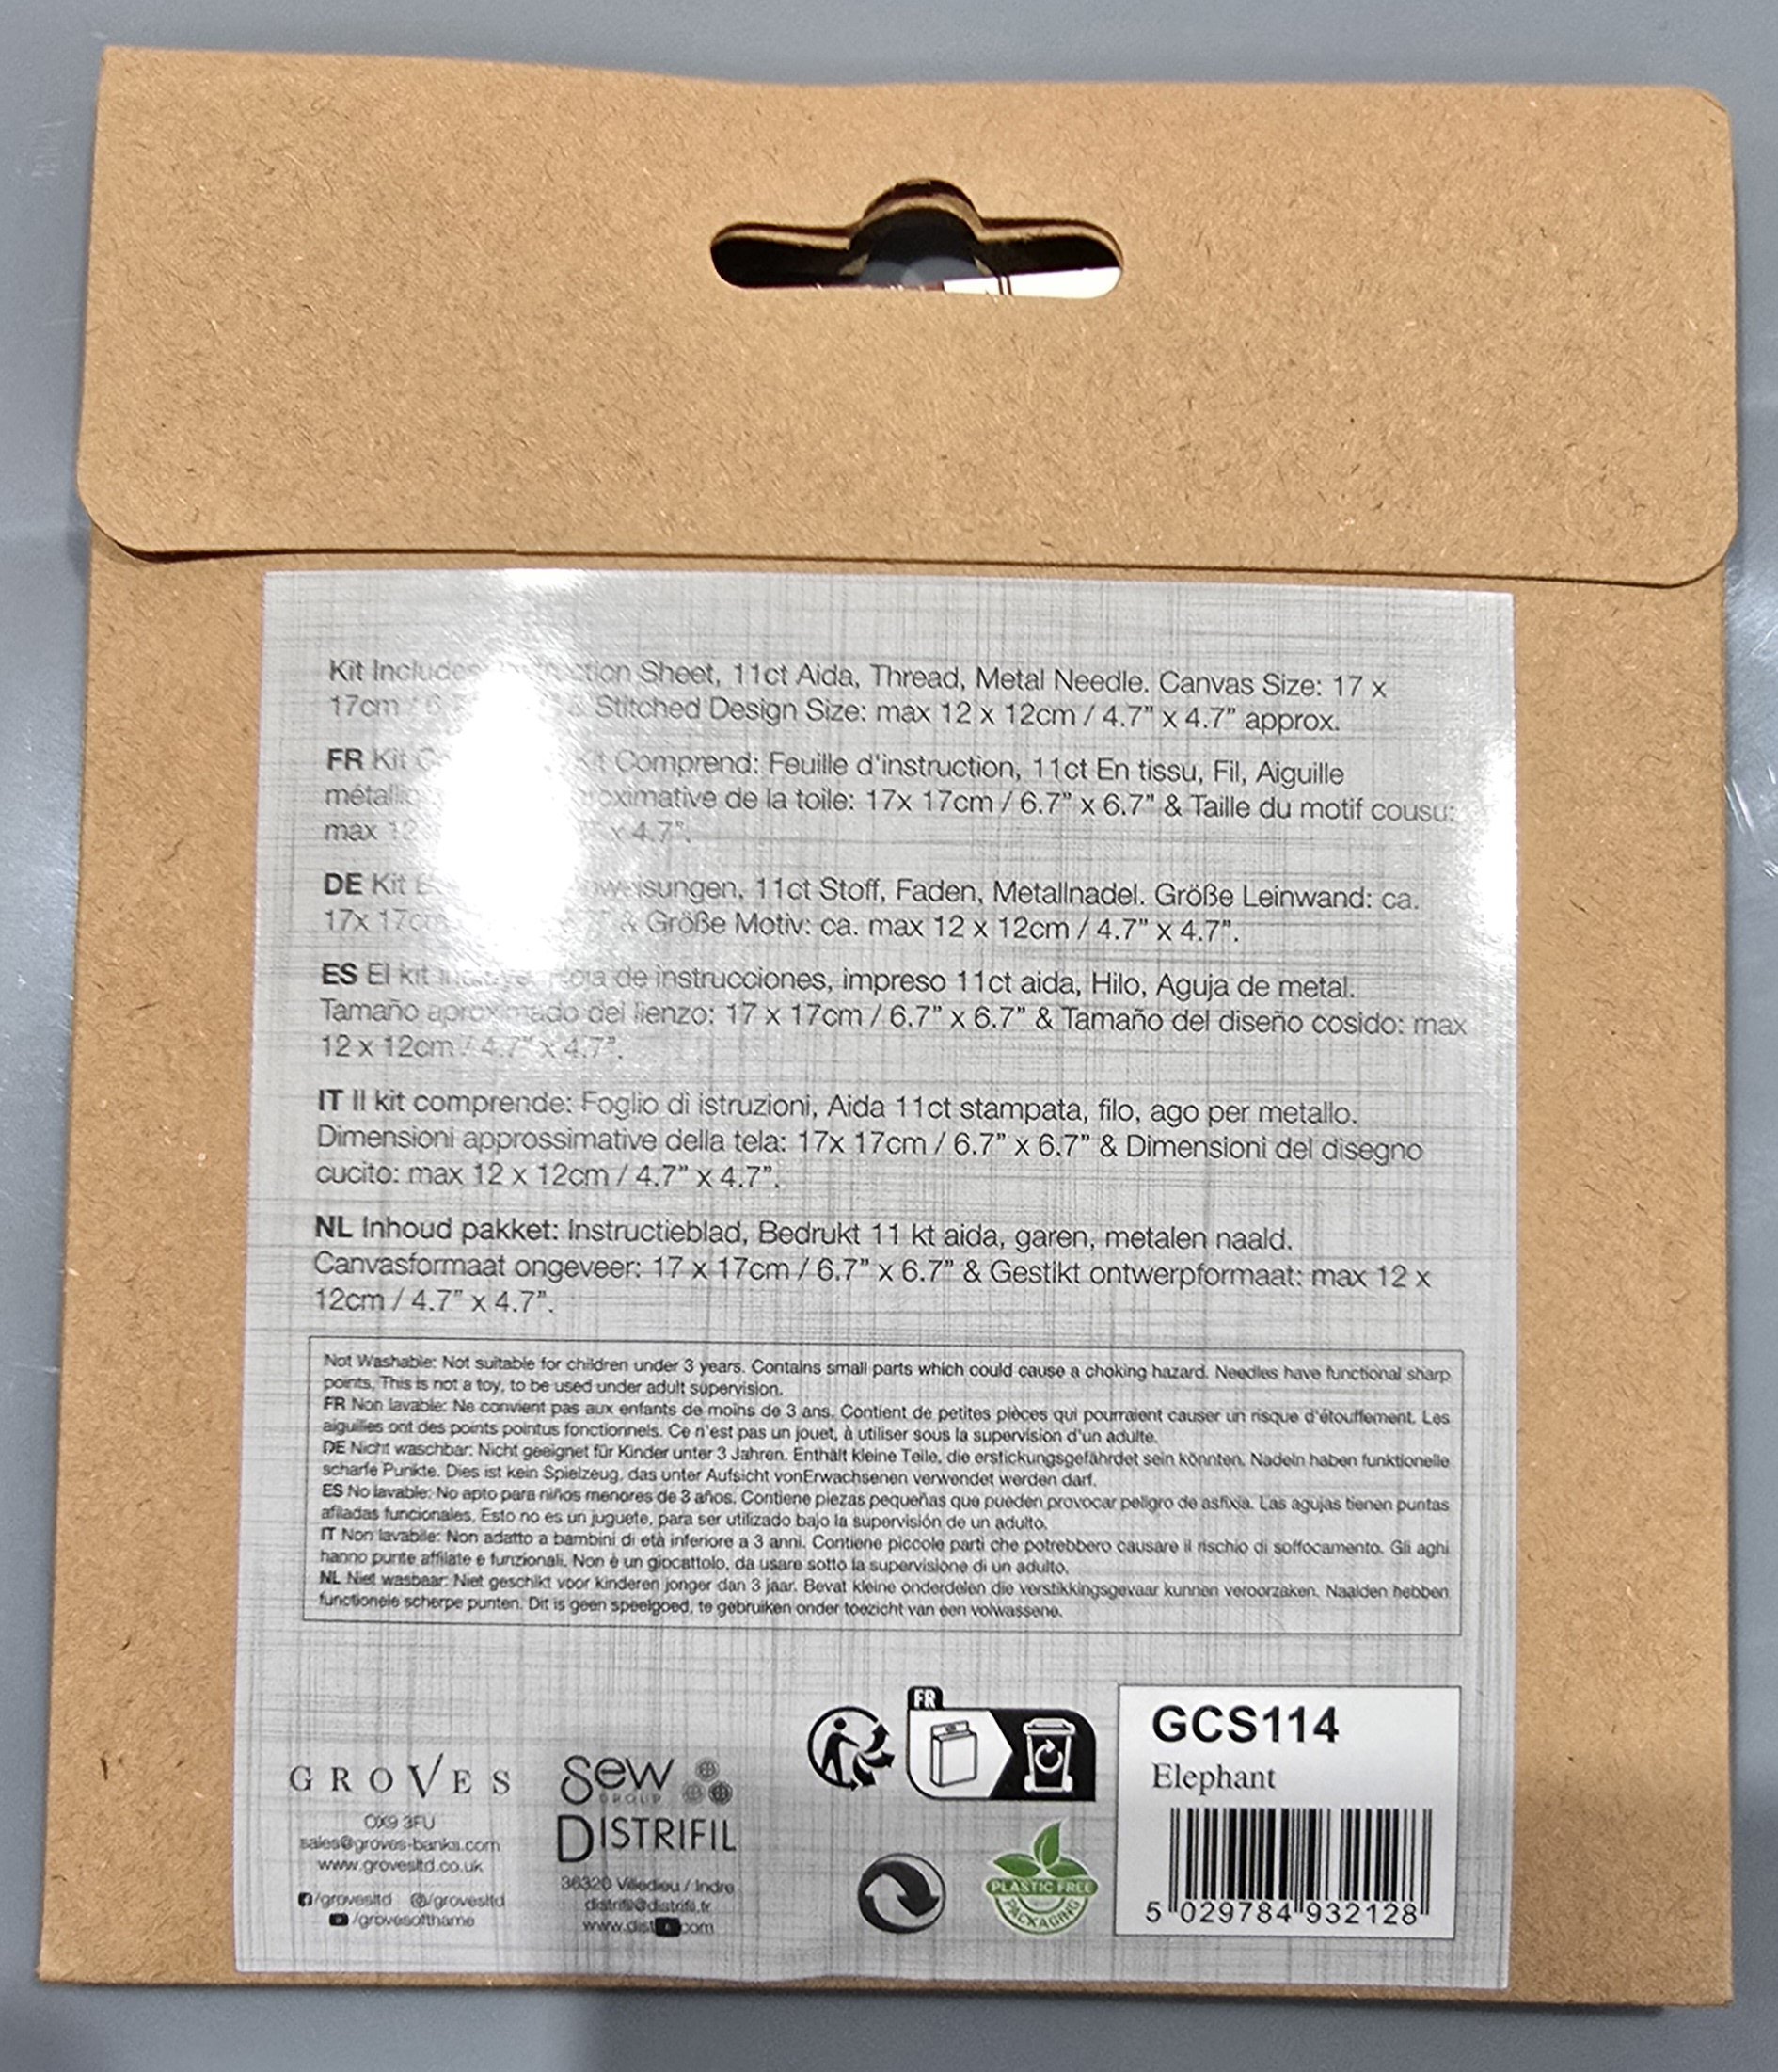 Kit Includes Sheet, 11ct Aida, Thread, Metal Needle. Canvas Size: 17 x
17cm / & Stitched Design Size: max 12 x 12cm / 4.7" x 4.7" approx.
FR Kit Kit Comprend: Feuille d'instruction, 11ct En tissu, Fil, Aiguille
de la toile: 17x 17cm / 6.7" x 6.7" & Taille du motif cousu:
max 12 x 4.7".
DE Kit 11ct Stoff, Faden, Metallnadel. Größe Leinwand: ca.
17x 17cm & Größe Motiv: ca. max 12 x 12cm / 4.7" x 4.7".
ES El kit de instrucciones, impreso 11ct aida, Hilo, Aguja de metal.
Tamaño aproximado del lienzo: 17 x 17cm / 6.7" x 6.7" & Tamaño del diseño cosido: max
12 x 12cm / 4.7" x 4.7".
IT Il kit comprende: Foglio di istruzioni, Aida 11ct stampata, filo, ago per metallo.
Dimensioni approssimative della tela: 17x 17cm / 6.7" x 6.7" & Dimensioni del disegno
cucito: max 12 x 12cm / 4.7" x 4.7".
NL Inhoud pakket: Instructieblad, Bedrukt 11 kt aida, garen, metalen naald.
Canvasformaat ongeveer: 17 x 17cm / 6.7" x 6.7" & Gestikt ontwerpformaat: max 12 x
12cm / 4.7" x 4.7".
Not Washable: Not suitable for children under 3 years. Contains small parts which could cause a choking hazard. Needles have functional sharp
points, This is not a toy, to be used under adult supervision.
FR Non lavable: Ne convient pas aux enfants de moins de 3 ans. Contient de petites pièces qui pourraient causer un risque d'étouffement. Les
aiguilles ont des points pointus fonctionnels. Ce n'est pas un jouet, à utiliser sous la supervision d'un adulte.
DE Nicht waschbar: Nicht geeignet für Kinder unter 3 Jahren. Enthält kleine Teile, die erstickungsgefährdet sein könnten. Nadeln haben funktionelle
scharfe Punkte. Dies ist kein Spielzeug, das unter Aufsicht vonErwachsenen verwendet werden darf.
ES No lavable: No apto para niños menores de 3 años. Contiene piezas pequeñas que pueden provocar peligro de asfixia. Las agujas tienen puntas
afiladas funcionales, Esto no es un juguete, para ser utilizado bajo la supervisión de un adulto.
IT Non lavabile: Non adatto a bambini di età inferiore a 3 anni. Contiene piccole parti che potrebbero causare il rischio di soffocamento. Gli aghi
hanno punte affilate e funzionali. Non è un giocattolo, da usare sotto la supervisione di un adulto.
NL Niet wasbaar: Niet geschikt voor kinderen jonger dan 3 jaar. Bevat kleine onderdelen die verstikkingsgevaar kunnen veroorzaken. Naalden hebben
functionele scherpe punten. Dit is geen speelgoed, te gebruiken onder toezicht van een volwassene.
GROVES
OX9 3FU
sales@groves-banks.com
www.grovesltd.co.uk
/grovesltd /grovesltd
/grovesofthame
Sew
GROUP
DISTRIFIL
36320 Villedieu / Indre
distrifil@distrifil.fr
FR
PLASTIC FREE
PACKAGING
GCS114
Elephant
5 029784 932128